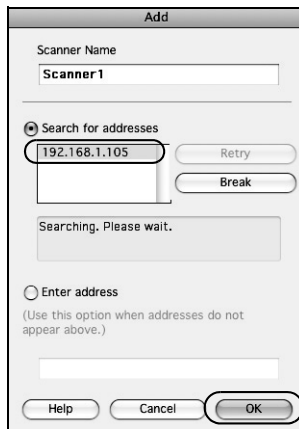 Add
Scanner Name
Scanner1
Search for addresses
192.168.1.105
Retry
Break
Searching. Please wait.
Enter address
(Use this option when addresses do not
appear above.)
Help Cancel OK